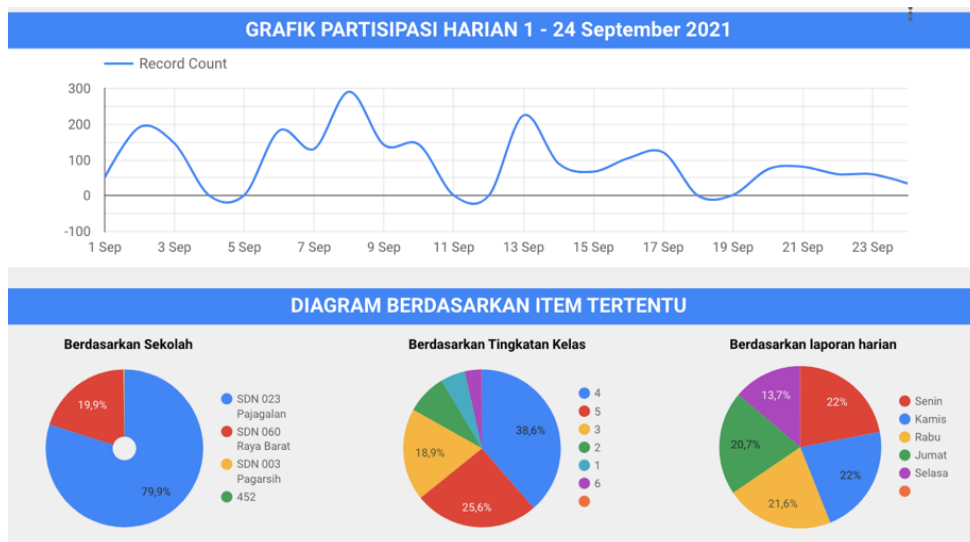 GRAFIK PARTISIPASI HARIAN 1 - 24 September 2021
Record Count
300
200
100
0
-100
1 Sep 3 Sep 5 Sep 7 Sep 9 Sep 11 Sep 13 Sep 15 Sep 17 Sep 19 Sep 21 Sep 23 Sep
DIAGRAM BERDASARKAN ITEM TERTENTU
Berdasarkan Sekolah
19,9%
79,9%
SDN 023
Pajagalan
SDN 060
Raya Barat
SDN 003
Pagarsih
452
Berdasarkan Tingkatan Kelas
38,6%
18,9%
25,6%
4
5
3
2
1
6
Berdasarkan laporan harian
13,7%
22%
20,7%
22%
21,6%
Senin
Kamis
Rabu
Jumat
Selasa